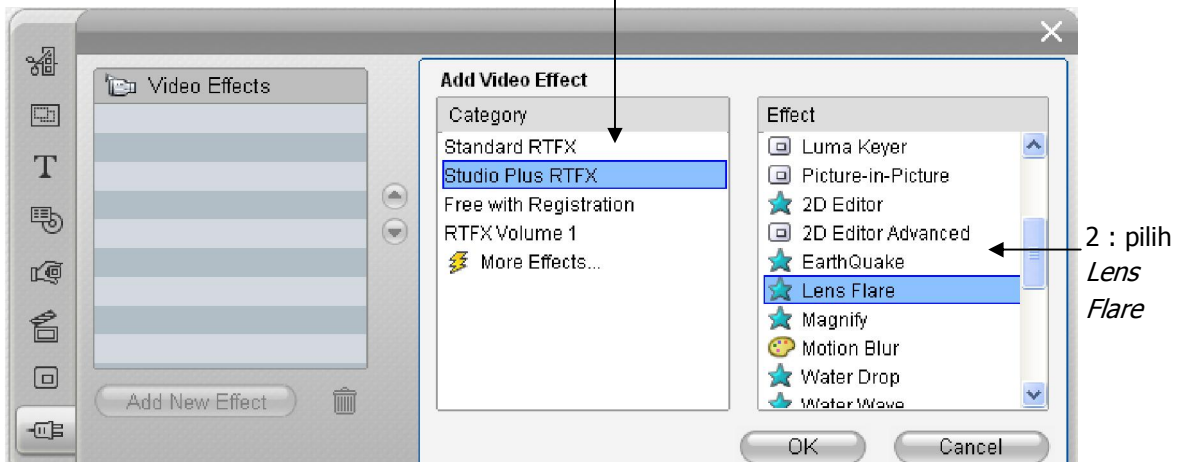 Video Effects
Add New Effect
Add Video Effect
Category
Standard RTFX
Studio Plus RTFX
Free with Registration
RTFX Volume 1
More Effects...
Effect
Luma Keyer
Picture-in-Picture
2D Editor
2D Editor Advanced
EarthQuake
Lens Flare
Magnify
Motion Blur
Water Drop
Water Wave
OK
Cancel
2 : pilih
Lens
Flare